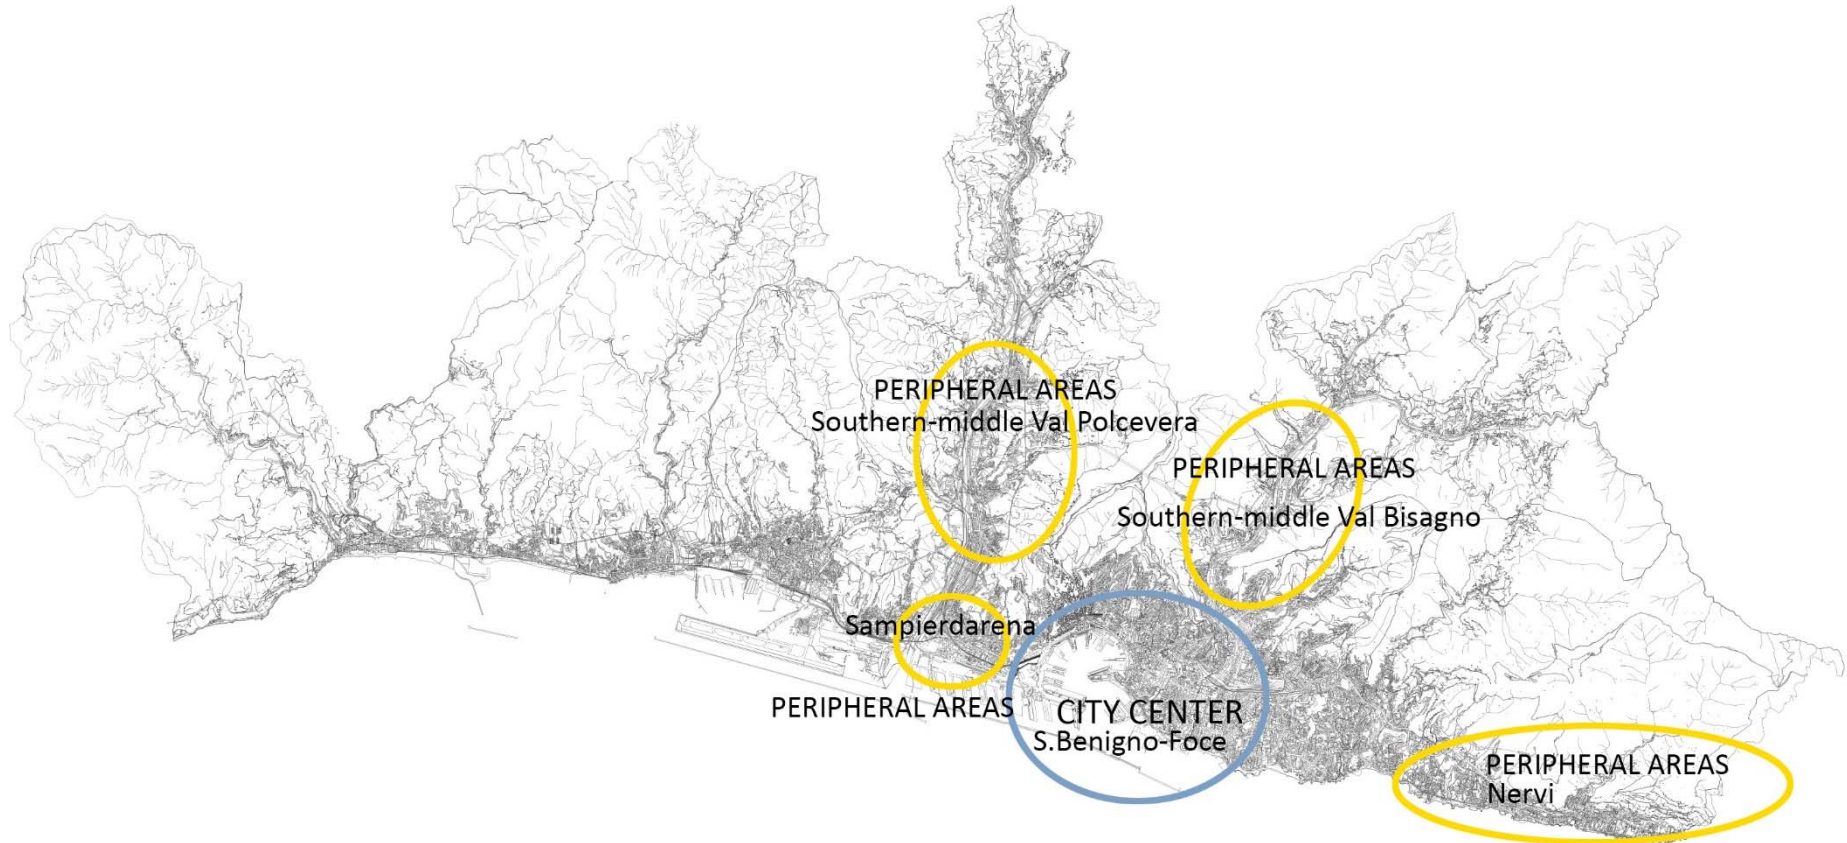 PERIPHERAL AREAS
Southern-middle Val Polcevera
PERIPHERAL AREAS
Southern-middle Val Bisagno
Sampierdarena
PERIPHERAL AREAS
CITY CENTER
S.Benigno-Foce
PERIPHERAL AREAS
Nervi